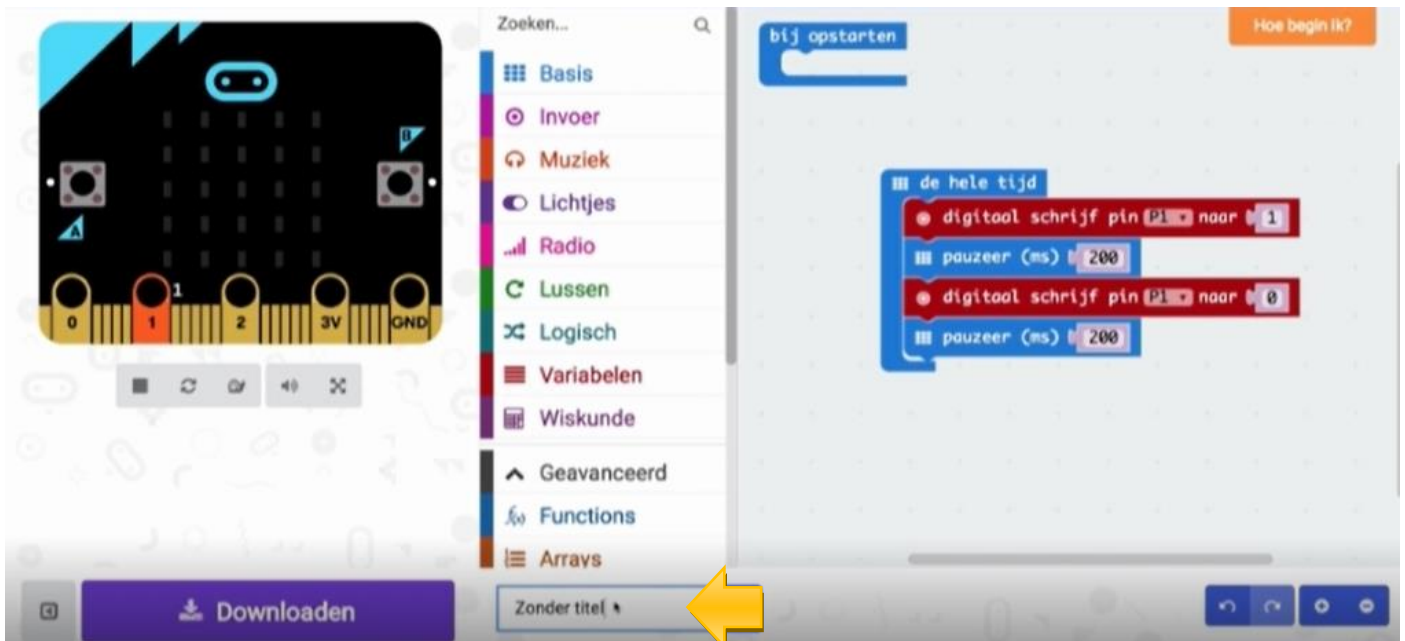 B
A
0
1
1
2
3V
GND
Downloaden
Zoeken...
Basis
Invoer
Muziek
Lichtjes
Radio
Lussen
Logisch
Variabelen
Wiskunde
Geavanceerd
f(x) Functions
Arrays
Zonder titel
bij opstarten
Hoe begin ik?
de hele tijd
digitaal schrijf pin P1 naar 1
pauzeer (ms) 200
digitaal schrijf pin P1 naar 0
pauzeer (ms) 200